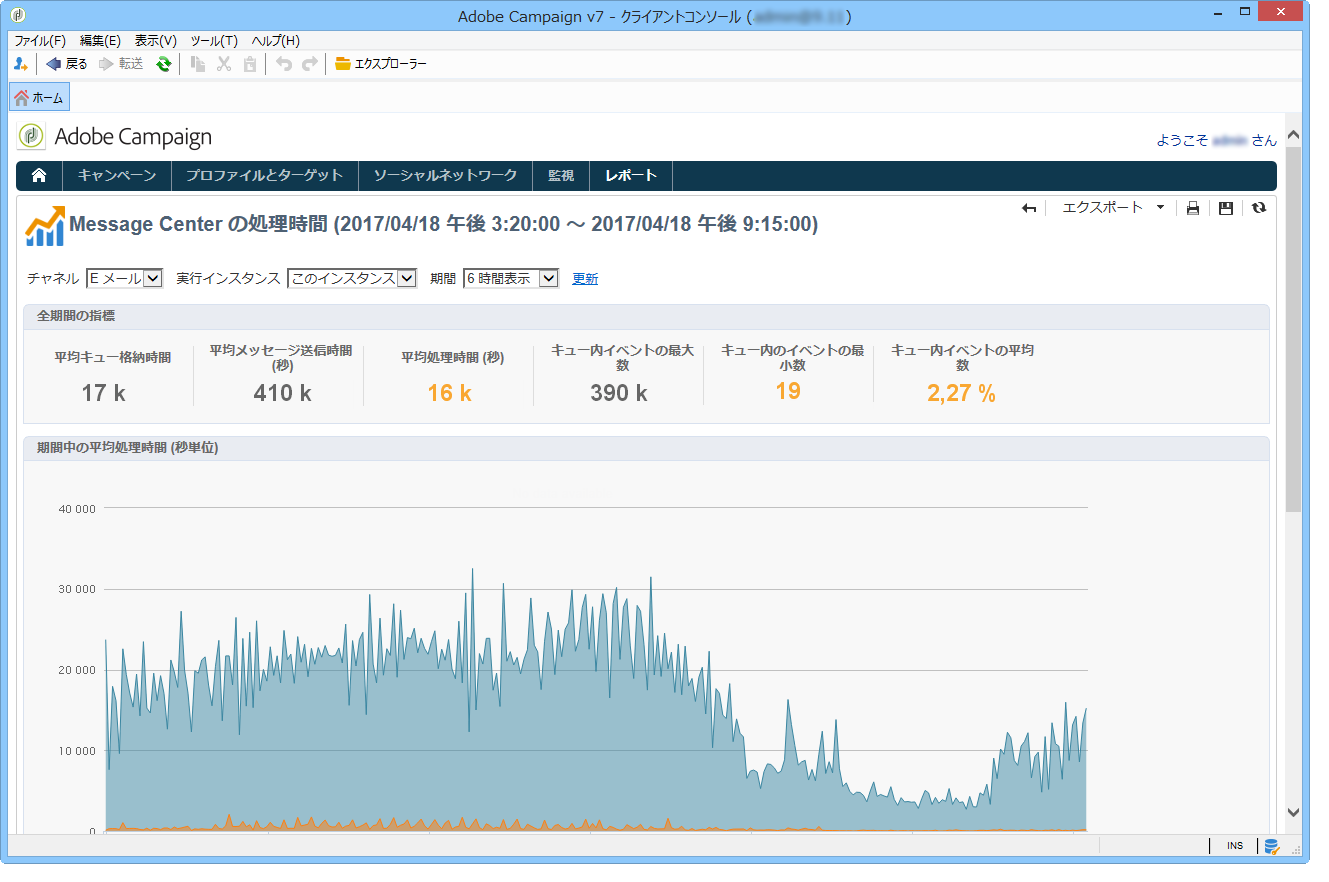 Adobe Campaign v7 - クライアントコンソール (
)
ファイル(F) 編集(E) 表示(V) ツール(T) ヘルプ(H)
戻る 転送 エクスプローラー
ホーム
Adobe Campaign
ようこそ さん
キャンペーン プロファイルとターゲット ソーシャルネットワーク 監視 レポート
エクスポート
Message Center の処理時間 (2017/04/18 午後 3:20:00 ～ 2017/04/18 午後 9:15:00)
チャネル E メール 実行インスタンス このインスタンス 期間 6 時間表示 更新
全期間の指標
平均キュー格納時間
17 k
平均メッセージ送信時間
(秒)
410 k
平均処理時間 (秒)
16 k
キュー内イベントの最大
数
390 k
キュー内のイベントの最
小数
19
キュー内イベントの平均
数
2,27 %
期間中の平均処理時間 (秒単位)
40 000
30 000
20 000
10 000
0
INS